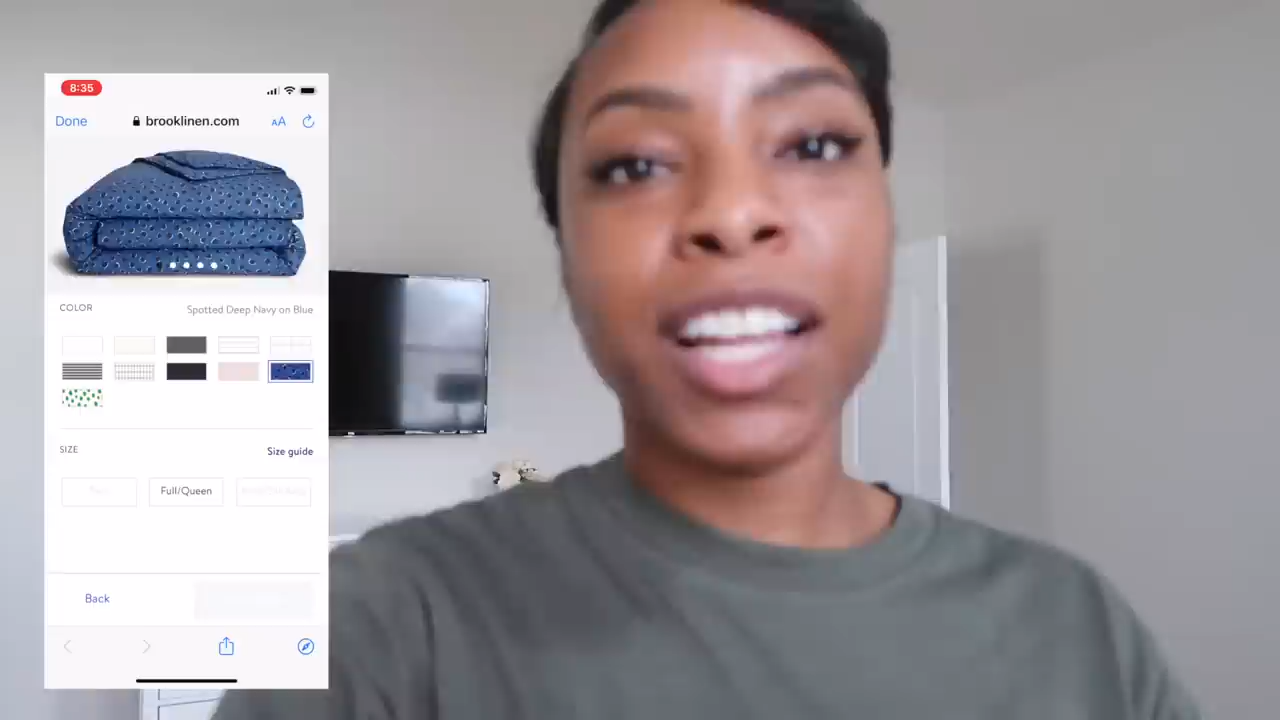 8:35
Done
brooklinen.com
AA
COLOR
Spotted Deep Navy on Blue
SIZE
Size guide
Full/Queen
Back